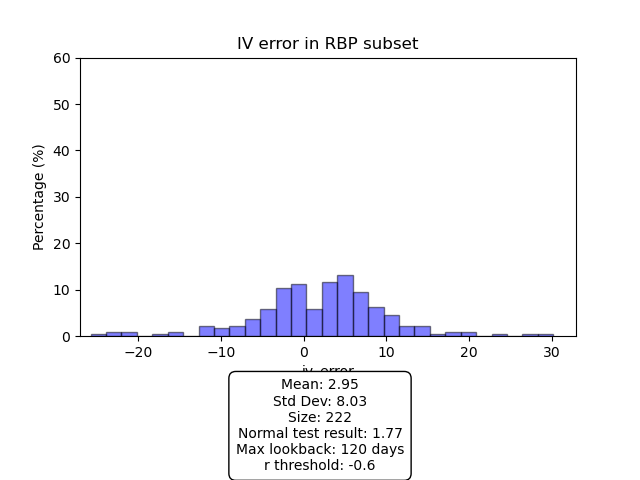 IV error in RBP subset
60
50
40
30
20
10
0
Percentage (%)
−20 −10 0 10 20 30
iv_error
Mean: 2.95
Std Dev: 8.03
Size: 222
Normal test result: 1.77
Max lookback: 120 days
r threshold: -0.6